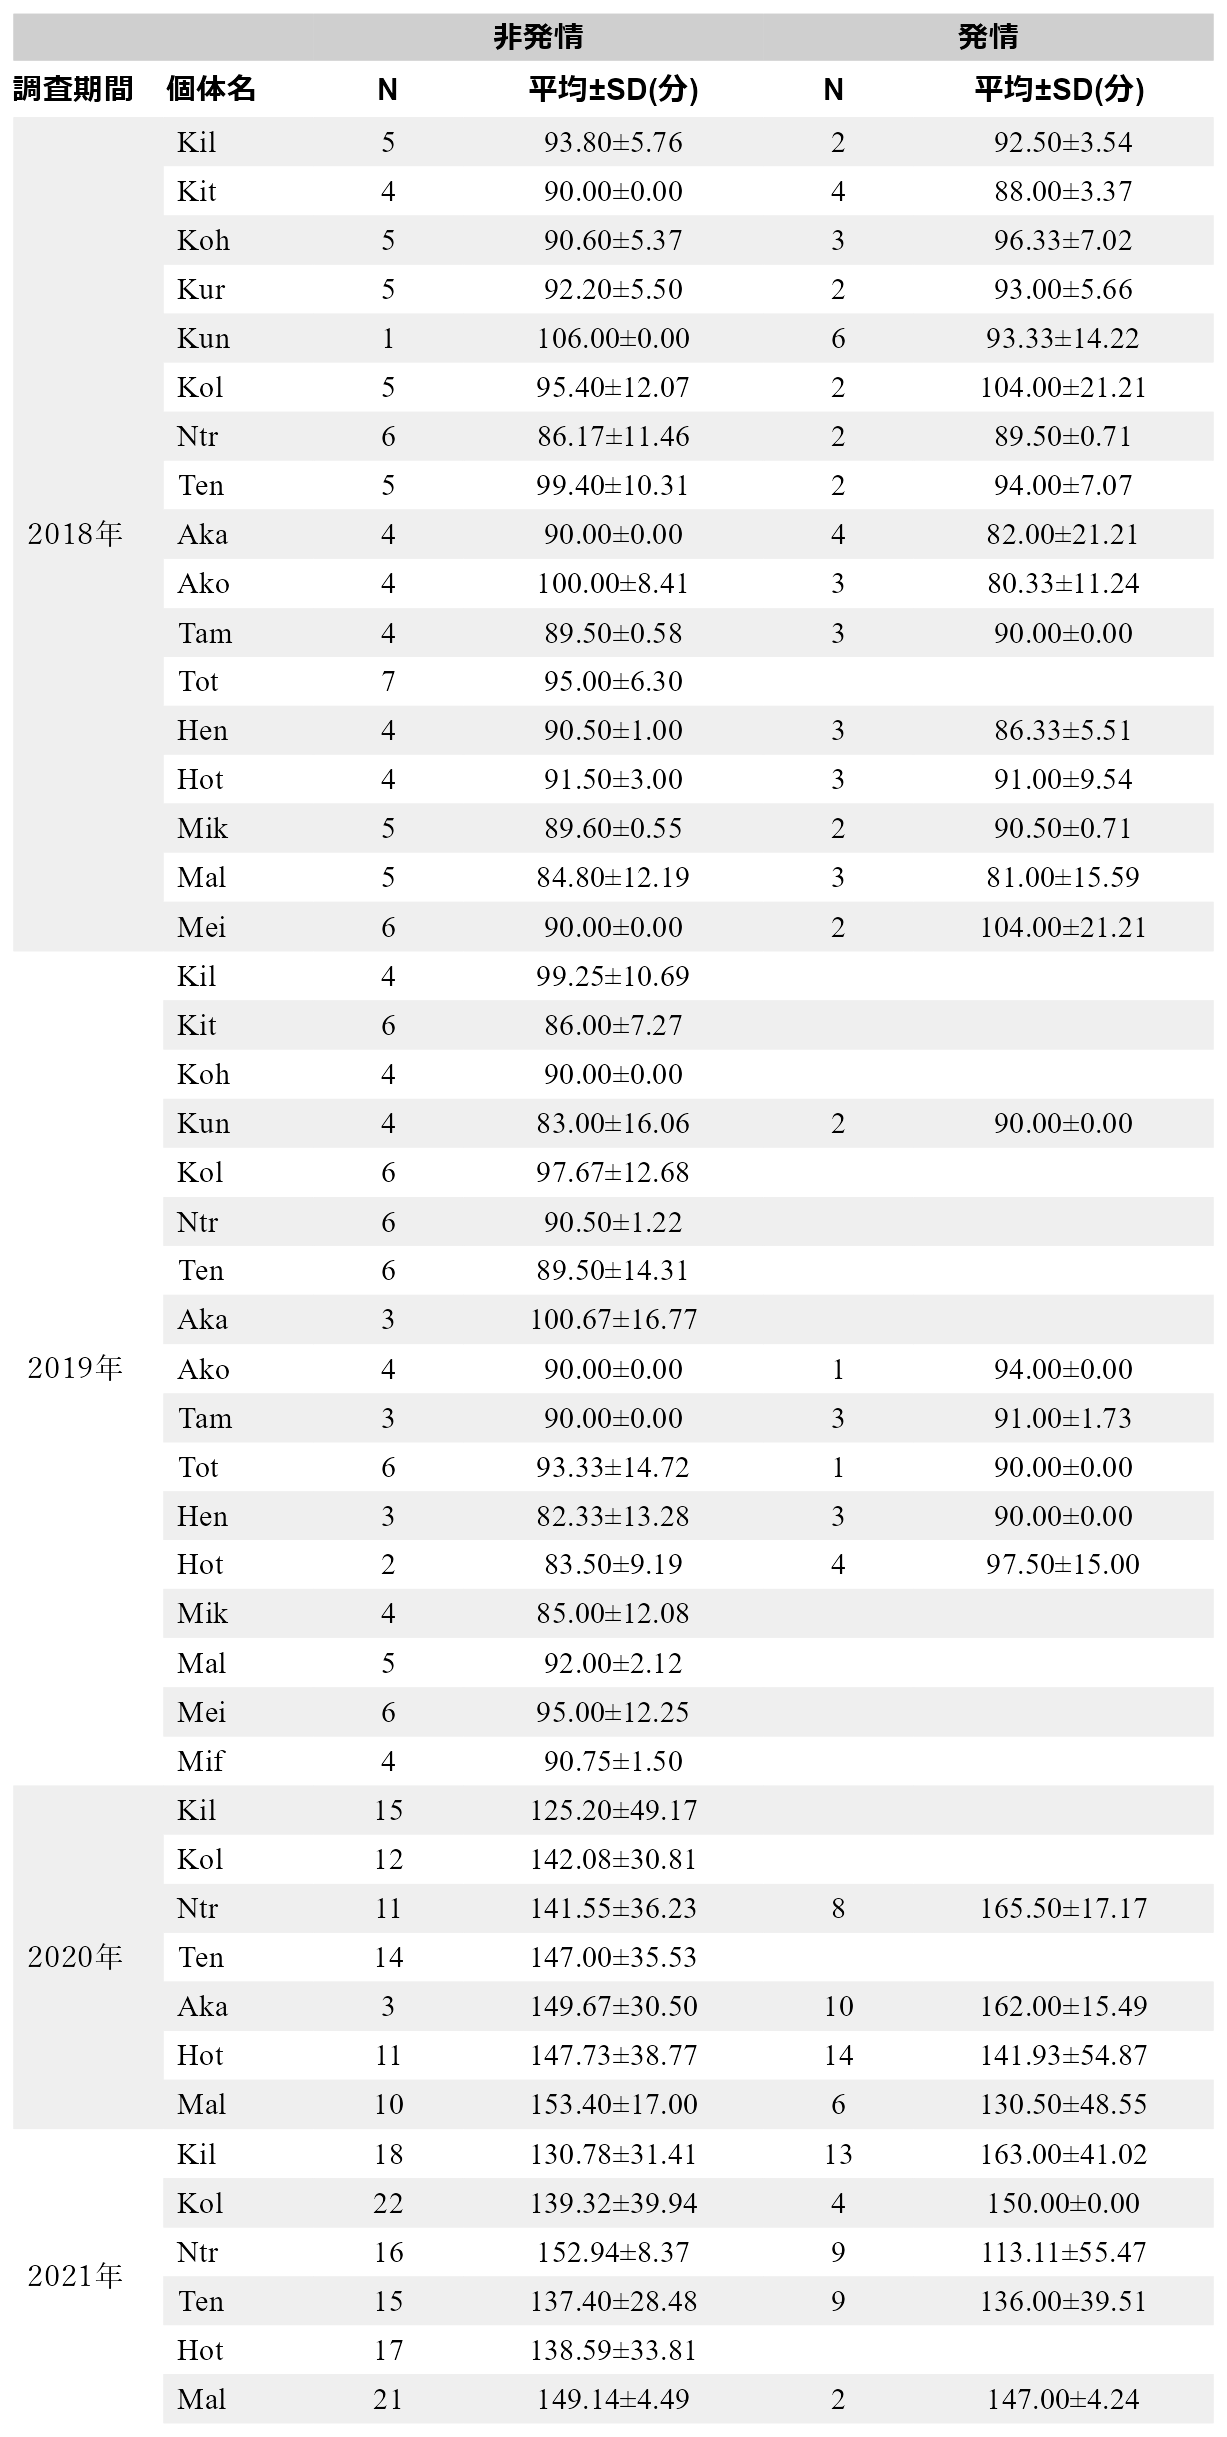 非発情 発情
調査期間 個体名 N 平均±SD(分) N 平均±SD(分)
Kil 5 93.80±5.76 2 92.50±3.54
Kit 4 90.00±0.00 4 88.00±3.37
Koh 5 90.60±5.37 3 96.33±7.02
Kur 5 92.20±5.50 2 93.00±5.66
Kun 1 106.00±0.00 6 93.33±14.22
Kol 5 95.40±12.07 2 104.00±21.21
Ntr 6 86.17±11.46 2 89.50±0.71
Ten 5 99.40±10.31 2 94.00±7.07
2018年 Aka 4 90.00±0.00 4 82.00±21.21
Ako 4 100.00±8.41 3 80.33±11.24
Tam 4 89.50±0.58 3 90.00±0.00
Tot 7 95.00±6.30
Hen 4 90.50±1.00 3 86.33±5.51
Hot 4 91.50±3.00 3 91.00±9.54
Mik 5 89.60±0.55 2 90.50±0.71
Mal 5 84.80±12.19 3 81.00±15.59
Mei 6 90.00±0.00 2 104.00±21.21
Kil 4 99.25±10.69
Kit 6 86.00±7.27
Koh 4 90.00±0.00
Kun 4 83.00±16.06 2 90.00±0.00
Kol 6 97.67±12.68
Ntr 6 90.50±1.22
Ten 6 89.50±14.31
Aka 3 100.67±16.77
2019年 Ako 4 90.00±0.00 1 94.00±0.00
Tam 3 90.00±0.00 3 91.00±1.73
Tot 6 93.33±14.72 1 90.00±0.00
Hen 3 82.33±13.28 3 90.00±0.00
Hot 2 83.50±9.19 4 97.50±15.00
Mik 4 85.00±12.08
Mal 5 92.00±2.12
Mei 6 95.00±12.25
Mif 4 90.75±1.50
Kil 15 125.20±49.17
Kol 12 142.08±30.81
Ntr 11 141.55±36.23 8 165.50±17.17
2020年 Ten 14 147.00±35.53
Aka 3 149.67±30.50 10 162.00±15.49
Hot 11 147.73±38.77 14 141.93±54.87
Mal 10 153.40±17.00 6 130.50±48.55
Kil 18 130.78±31.41 13 163.00±41.02
Kol 22 139.32±39.94 4 150.00±0.00
Ntr 16 152.94±8.37 9 113.11±55.47
2021年 Ten 15 137.40±28.48 9 136.00±39.51
Hot 17 138.59±33.81
Mal 21 149.14±4.49 2 147.00±4.24